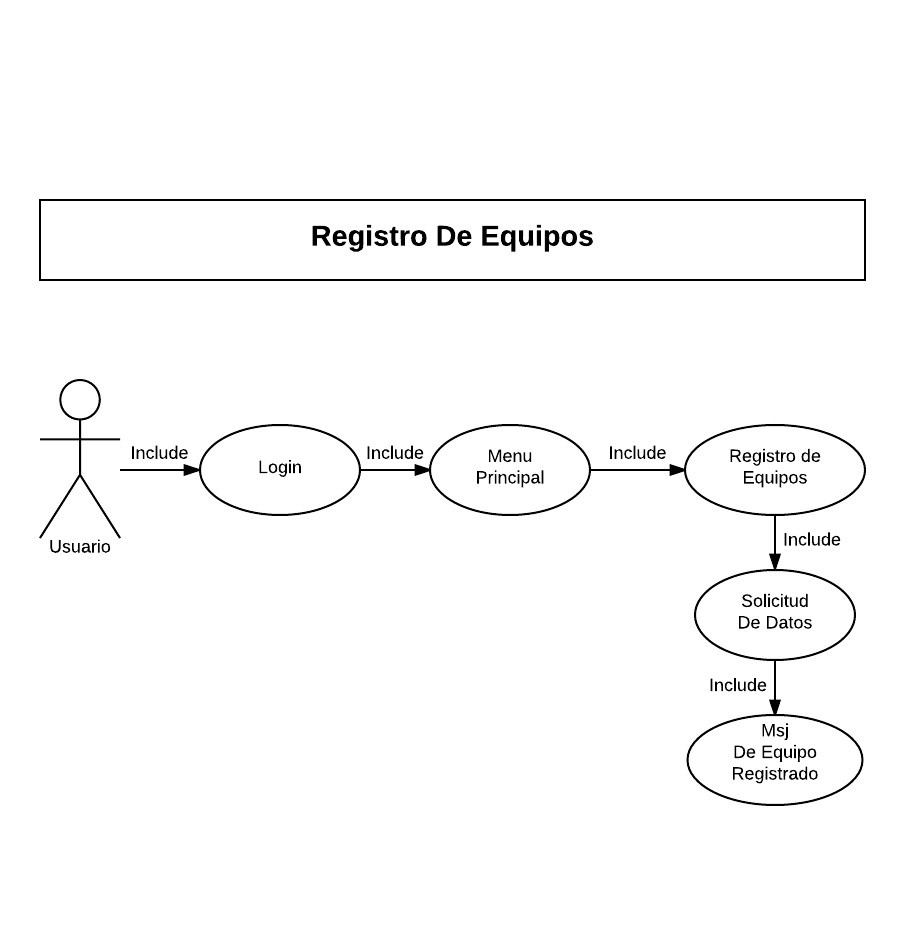 Registro De Equipos
Include
Include
Include
Login
Menu
Principal
Registro de
Equipos
Usuario
Include
Solicitud
De Datos
Include
Msj
De Equipo
Registrado